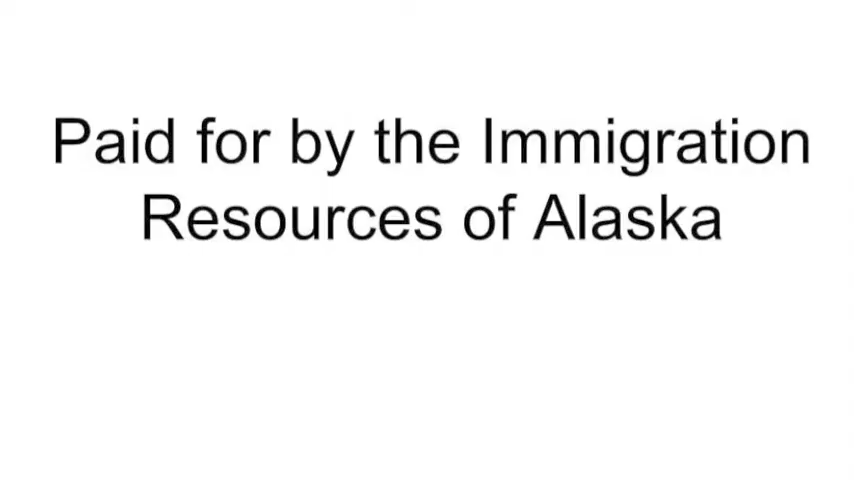 Paid for by the Immigration
Resources of Alaska